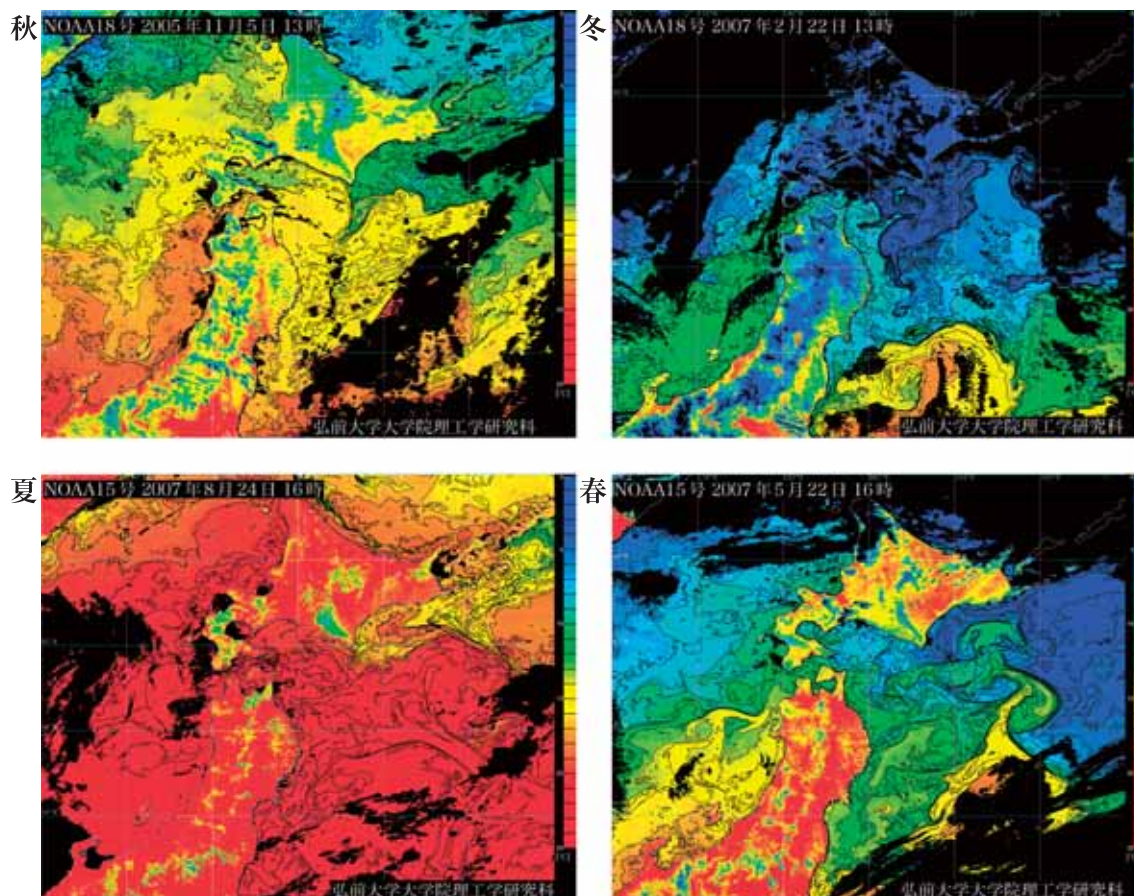 秋
NOAA18号 2005年11月5日 13時
弘前大学大学院理工学研究科
冬
NOAA18号 2007年2月22日 13時
弘前大学大学院理工学研究科
夏
NOAA15号 2007年8月24日 16時
弘前大学大学院理工学研究科
春
NOAA15号 2007年5月22日 16時
弘前大学大学院理工学研究科